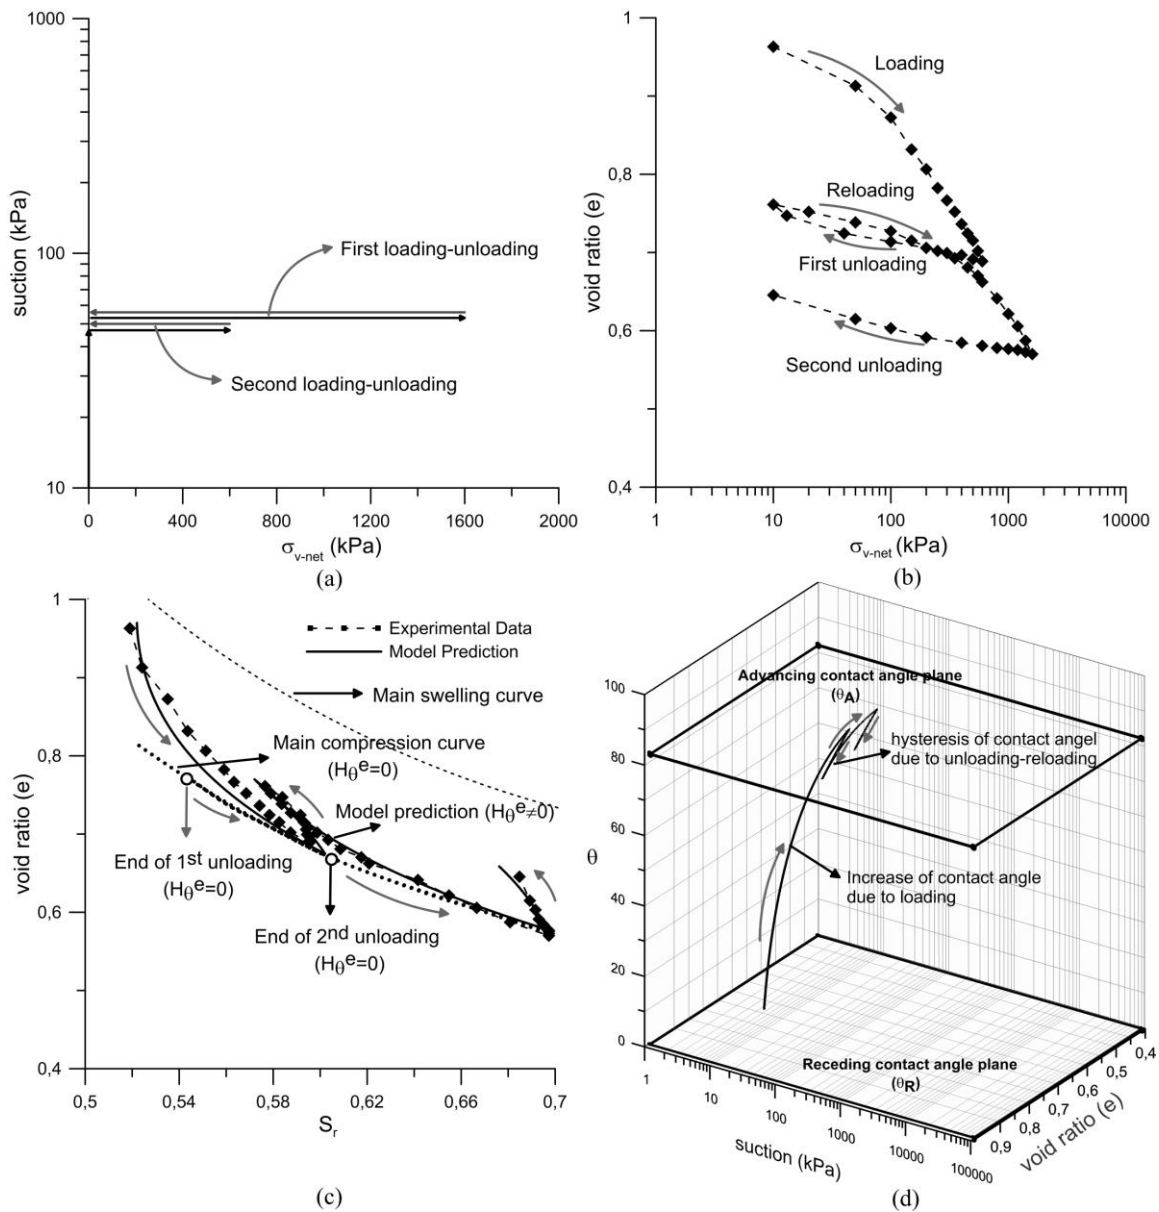 1000
100
10
suction (kPa)
First loading-unloading
Second loading-unloading
0
400
800
1200
1600
2000
σv-net (kPa)
(a)
1
0,8
0,6
0,4
void ratio (e)
Loading
Reloading
First unloading
Second unloading
1
10
100
1000
10000
σv-net (kPa)
(b)
1
0,8
0,6
0,4
void ratio (e)
Experimental Data
Model Prediction
Main swelling curve
Main compression curve
(Hθe=0)
Model prediction (Hθe≠0)
End of 1st unloading
(Hθe=0)
End of 2nd unloading
(Hθe=0)
0,5
0,54
0,58
0,62
0,66
0,7
Sr
(c)
100
80
60
40
20
0
θ
Advancing contact angle plane
(θA)
hysteresis of contact angel
due to unloading-reloading
Increase of contact angle
due to loading
Receding contact angle plane
(θR)
1
10
100
1000
10000
100000
suction (kPa)
0,9
0,8
0,7
0,6
0,5
0,4
void ratio (e)
(d)